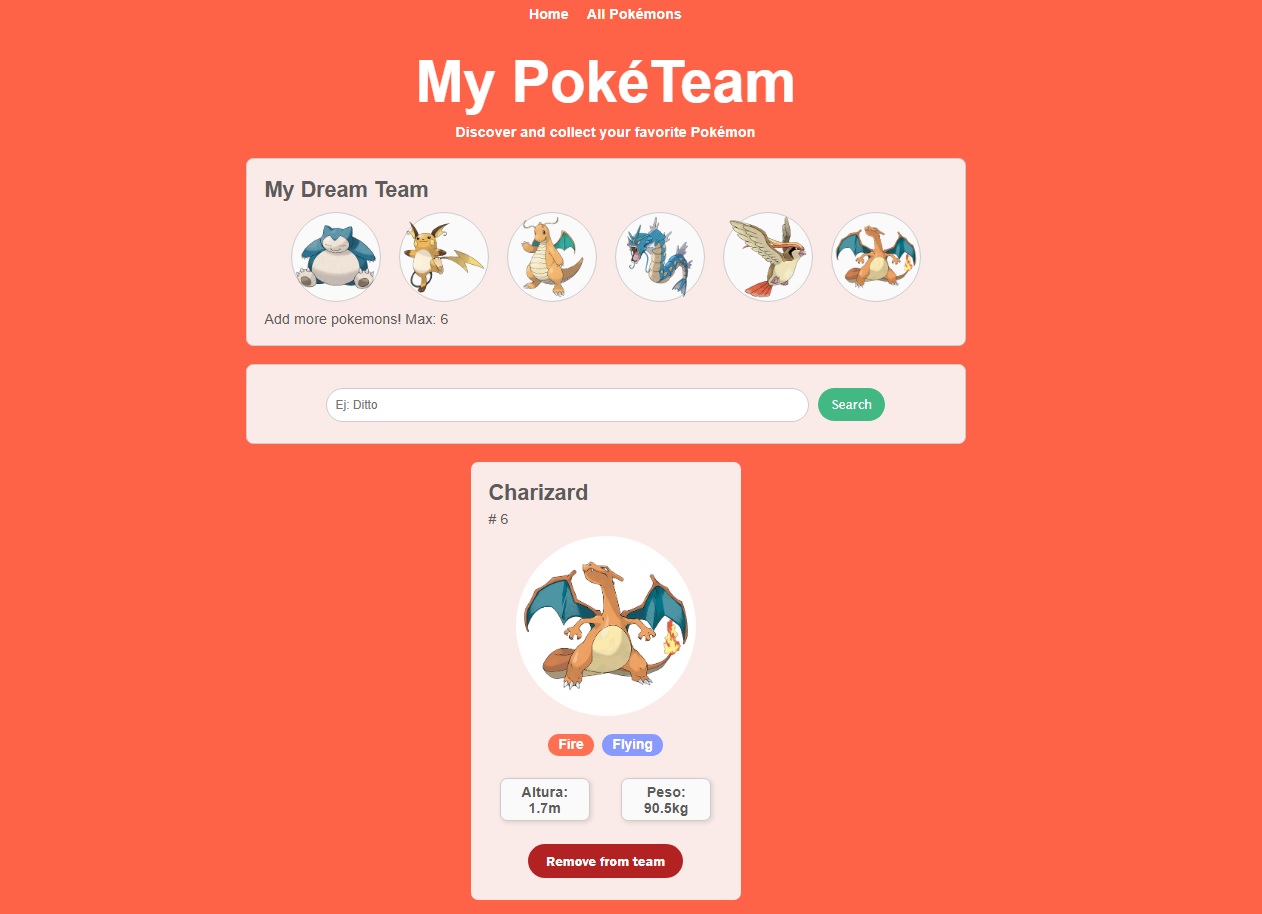 Home All Pokémons
My PokéTeam
Discover and collect your favorite Pokémon
My Dream Team
Add more pokemons! Max: 6
Ej: Ditto Search
Charizard
# 6
Fire Flying
Altura: Peso:
1.7m 90.5kg
Remove from team